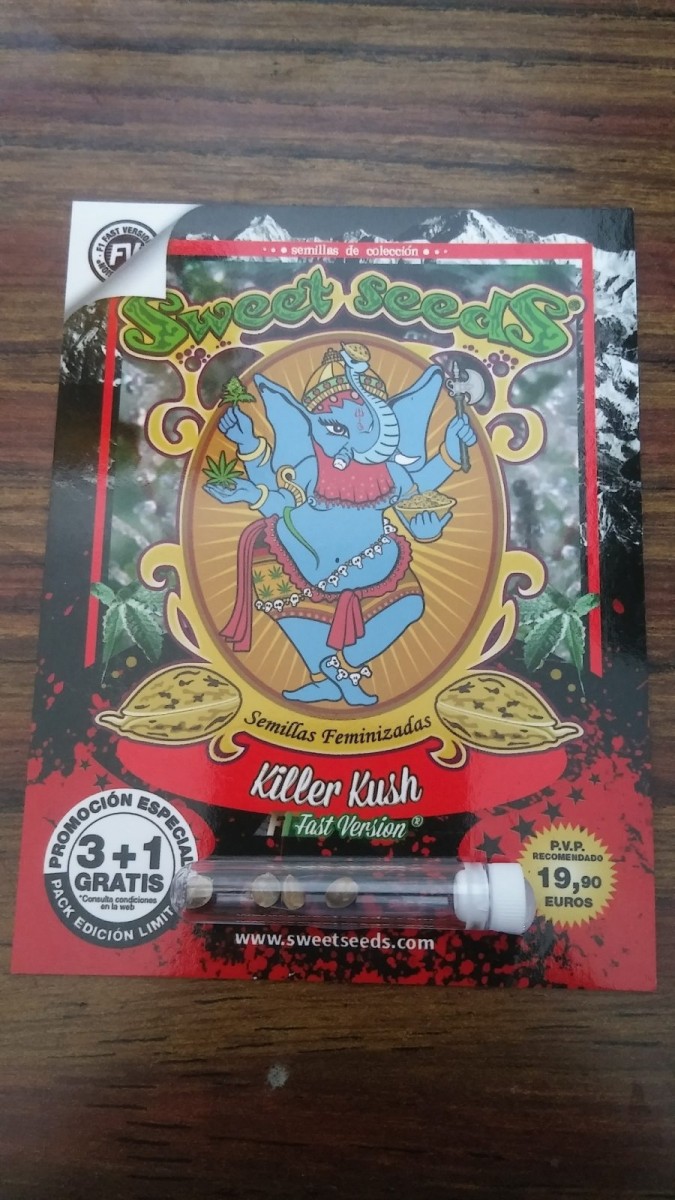 F1 FAST VERSION
semillas de colección
Sweet Seeds®
Semillas Feminizadas
Killer Kush
F1 Fast Version®
PROMOCIÓN ESPECIAL
3+1
GRATIS
*Consulta condiciones
en la web
PACK EDICIÓN LIMIT
P.V.P.
RECOMENDADO
19,90
EUROS
www.sweetseeds.com